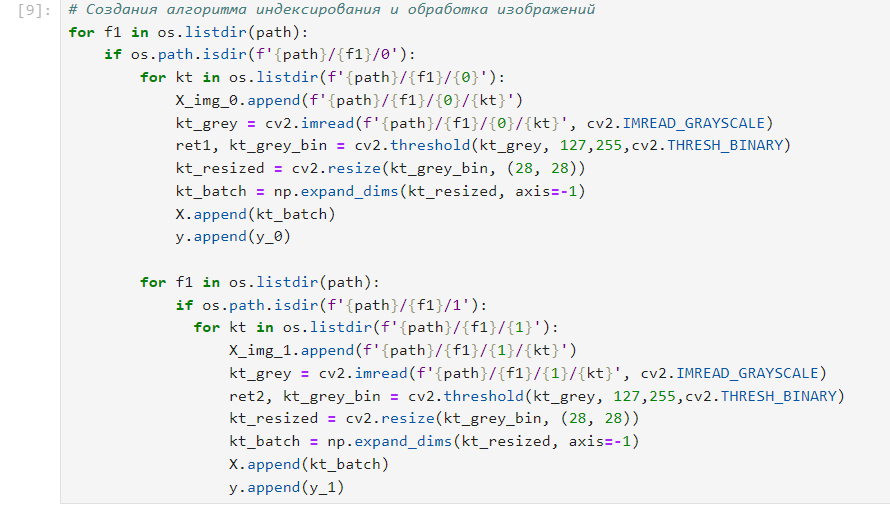 [9]: # Создания алгоритма индексирования и обработка изображений
for f1 in os.listdir(path):
    if os.path.isdir(f'{path}/{f1}/0'):
        for kt in os.listdir(f'{path}/{f1}/{0}'):
            X_img_0.append(f'{path}/{f1}/{0}/{kt}')
            kt_grey = cv2.imread(f'{path}/{f1}/{0}/{kt}', cv2.IMREAD_GRAYSCALE)
            ret1, kt_grey_bin = cv2.threshold(kt_grey, 127,255,cv2.THRESH_BINARY)
            kt_resized = cv2.resize(kt_grey_bin, (28, 28))
            kt_batch = np.expand_dims(kt_resized, axis=-1)
            X.append(kt_batch)
            y.append(y_0)

        for f1 in os.listdir(path):
            if os.path.isdir(f'{path}/{f1}/1'):
              for kt in os.listdir(f'{path}/{f1}/{1}'):
                  X_img_1.append(f'{path}/{f1}/{1}/{kt}')
                  kt_grey = cv2.imread(f'{path}/{f1}/{1}/{kt}', cv2.IMREAD_GRAYSCALE)
                  ret2, kt_grey_bin = cv2.threshold(kt_grey, 127,255,cv2.THRESH_BINARY)
                  kt_resized = cv2.resize(kt_grey_bin, (28, 28))
                  kt_batch = np.expand_dims(kt_resized, axis=-1)
                  X.append(kt_batch)
                  y.append(y_1)